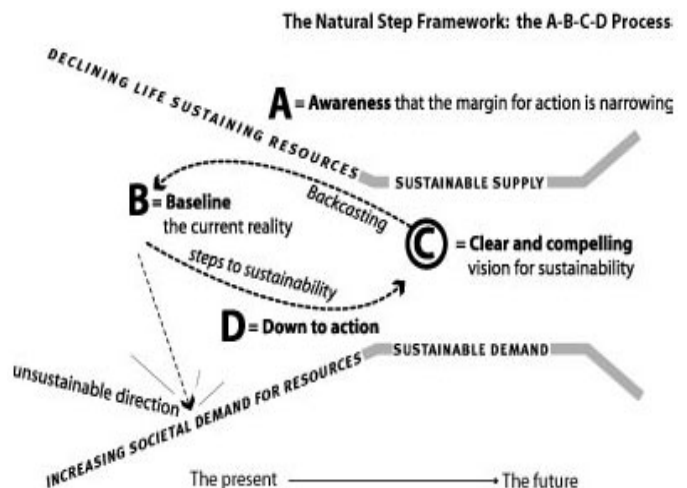 The Natural Step Framework: the A-B-C-D Process
DECLINING LIFE SUSTAINING RESOURCES
A = Awareness that the margin for action is narrowing
SUSTAINABLE SUPPLY
Backcasting
B = Baseline
the current reality
C = Clear and compelling
vision for sustainability
steps to sustainability
D = Down to action
SUSTAINABLE DEMAND
unsustainable direction
INCREASING SOCIETAL DEMAND FOR RESOURCES
The present
The future